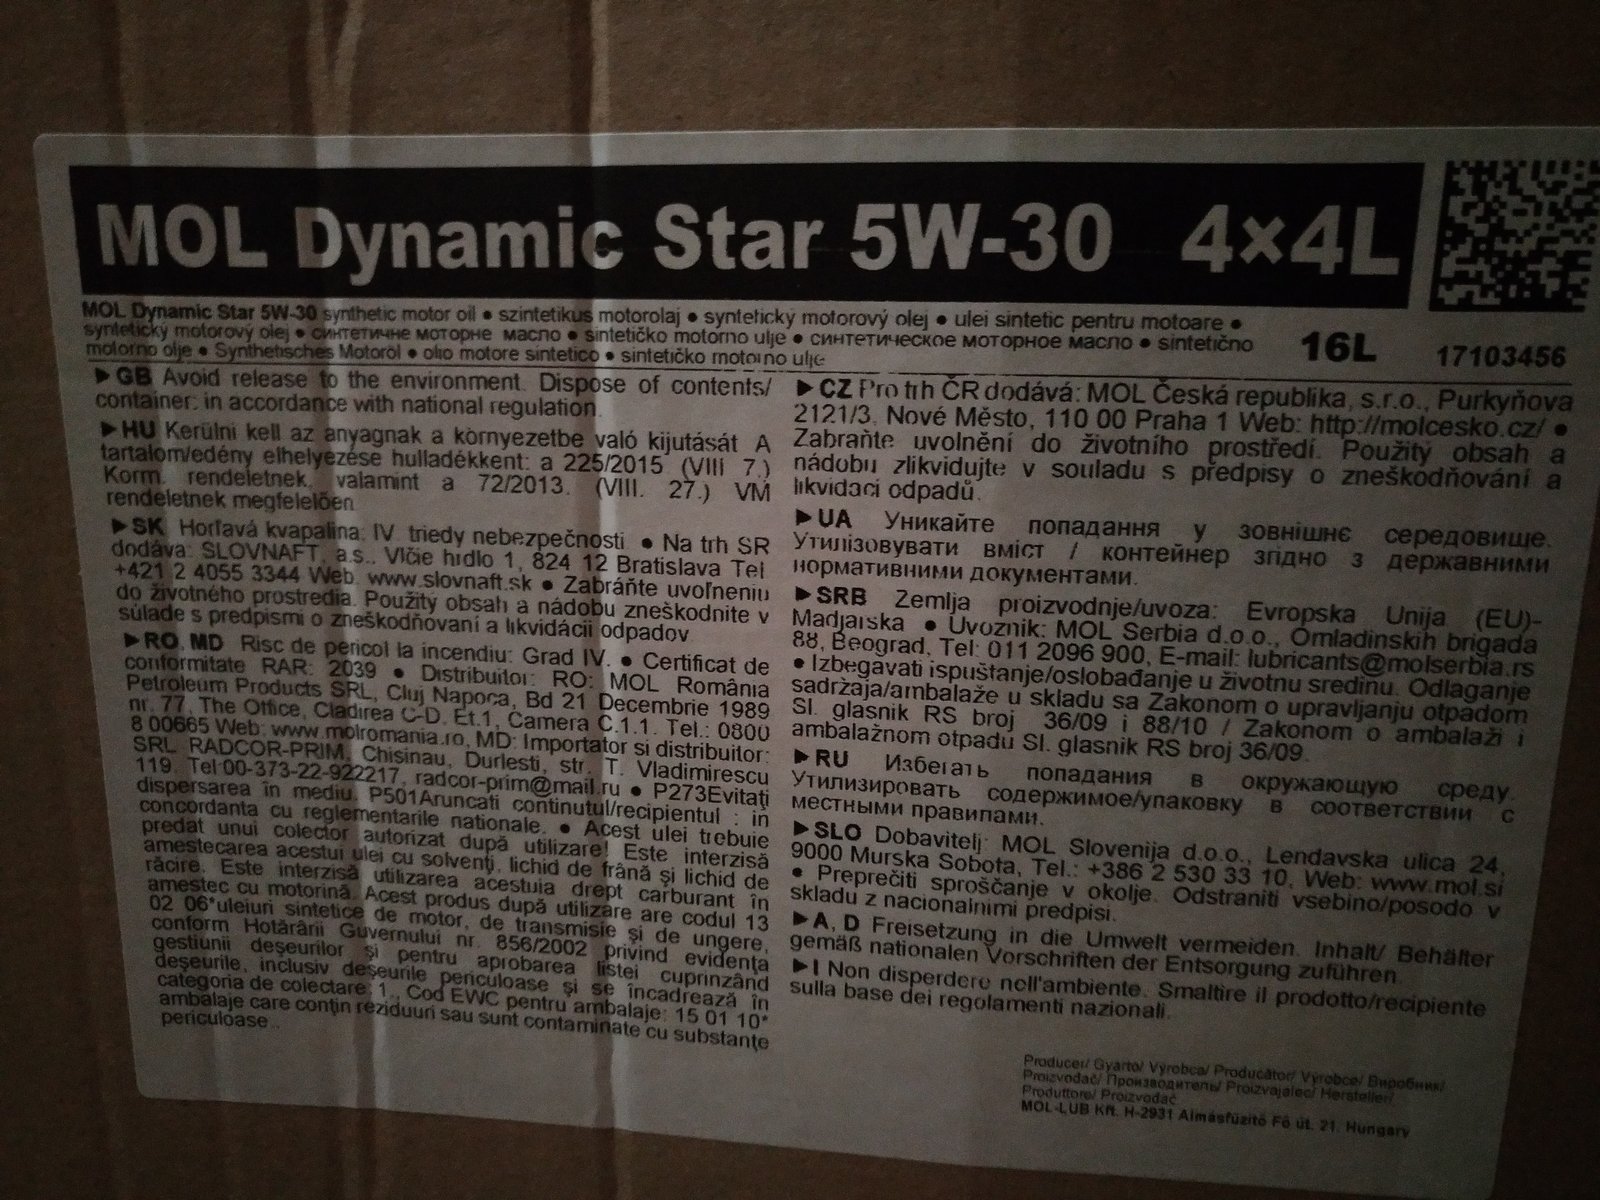 MOL Dynamic Star 5W-30 4×4L
MOL Dynamic Star 5W-30 synthetic motor oil ● szintetikus motorolaj ● syntetický motorový olej ● ulei sintetic pentru motoare ●
syntetický motorový olej ● синтетичне моторне масло ● sintetičko motorno ulje ● синтетическое моторное масло ● sintetično
motorno olje ● Synthetisches Motoröl ● olio motore sintetico ● sintetičko motorno ulje
16L
17103456
►GB Avoid release to the environment. Dispose of contents/
container: in accordance with national regulation.
►HU Kerülni kell az anyagnak a környezetbe való kijutását A
tartalom/edény elhelyezése hulladékként: a 225/2015 (VIII 7.)
Korm. rendeletnek, valamint a 72/2013. (VIII. 27.) VM
rendeletnek megfelelően
►SK Horľavá kvapalina: IV. triedy nebezpečnosti ● Na trh SR
dodáva: SLOVNAFT, a.s., Vlčie hrdlo 1, 824 12 Bratislava Tel
+421 2 4055 3344 Web. www.slovnaft.sk ● Zabráňte uvoľneniu
do životného prostredia. Použitý obsah a nádobu zneškodnite v
súlade s predpismi o zneškodňovaní a likvidácii odpadov
►RO, MD Risc de pericol la incendiu: Grad IV. ● Certificat de
conformitate RAR: 2039 ● Distribuitor: RO: MOL România
Petroleum Products SRL, Cluj Napoca, Bd 21 Decembrie 1989
nr. 77, The Office, Cladirea C-D. Et.1, Camera C.1.1. Tel.: 0800
8 00665 Web: www.molromania.ro, MD: Importator si distribuitor:
SRL RADCOR-PRIM, Chisinau, Durlesti, str. T. Vladimirescu
119. Tel:00-373-22-922217, radcor-prim@mail.ru ● P273Evitaţi
dispersarea în mediu. P501Aruncati continutul/recipientul : in
concordanta cu reglementarile nationale. ● Acest ulei trebuie
predat unui colector autorizat după utilizare! Este interzisă
amestecarea acestui ulei cu solvenţi, lichid de frână şi lichid de
răcire. Este interzisă utilizarea acestuia drept carburant în
amestec cu motorină. Acest produs după utilizare are codul 13
02 06*uleiuri sintetice de motor, de transmisie şi de ungere,
conform Hotărârii Guvernului nr. 856/2002 privind evidenţa
gestiunii deşeurilor şi pentru aprobarea listei cuprinzând
deşeurile, inclusiv deşeurile periculoase şi se încadrează în
categoria de colectare: 1., Cod EWC pentru ambalaje: 15 01 10*
ambalaje care conţin reziduuri sau sunt contaminate cu substanţe
periculoase
►CZ Pro trh ČR dodává: MOL Česká republika, s.r.o., Purkyňova
2121/3, Nové Město, 110 00 Praha 1 Web: http://molcesko.cz/ ●
Zabraňte uvolnění do životního prostředí. Použitý obsah a
nádobu zlikvidujte v souladu s předpisy o zneškodňování a
likvidaci odpadů.
►UA Уникайте попадання у зовнішнє середовище.
Утилізовувати вміст / контейнер згідно з державними
нормативними документами.
►SRB Zemlja proizvodnje/uvoza: Evropska Unija (EU)-
Madjarska ● Uvoznik: MOL Serbia d.o.o., Omladinskih brigada
88, Beograd, Tel: 011 2096 900, E-mail: lubricants@molserbia.rs
● Izbegavati ispuštanje/oslobađanje u životnu sredinu. Odlaganje
sadržaja/ambalaže u skladu sa Zakonom o upravljanju otpadom
Sl. glasnik RS broj 36/09 i 88/10 / Zakonom o ambalaži i
ambalažnom otpadu Sl. glasnik RS broj 36/09.
►RU Избегать попадания в окружающую среду.
Утилизировать содержимое/упаковку в соответствии с
местными правилами.
►SLO Dobavitelj: MOL Slovenija d.o.o., Lendavska ulica 24,
9000 Murska Sobota, Tel.: +386 2 530 33 10, Web: www.mol.si
● Preprečiti sproščanje v okolje. Odstraniti vsebino/posodo v
skladu z nacionalnimi predpisi.
►A, D Freisetzung in die Umwelt vermeiden. Inhalt/ Behälter
gemäß nationalen Vorschriften der Entsorgung zuführen.
►I Non disperdere nell'ambiente. Smaltire il prodotto/recipiente
sulla base dei regolamenti nazionali.
Producer/ Gyártó/ Výrobca/ Producător/ Výrobce/ Виробник/
Proizvođač/ Производитель/ Proizvajalec/ Hersteller/
Produttore/ Proizvođač
MOL-LUB Kft. H-2931 Almásfüzitő Fő út. 21. Hungary